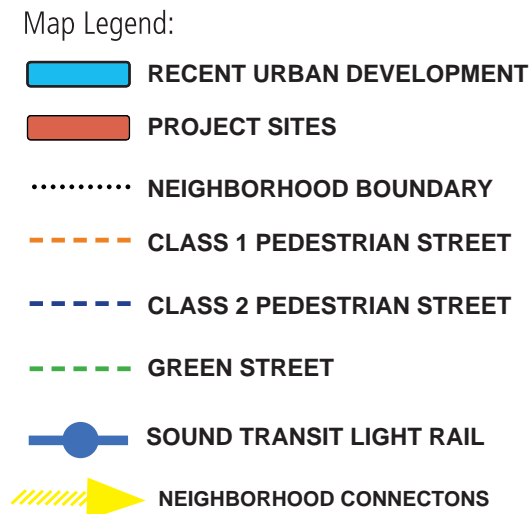 Map Legend:
RECENT URBAN DEVELOPMENT
PROJECT SITES
NEIGHBORHOOD BOUNDARY
CLASS 1 PEDESTRIAN STREET
CLASS 2 PEDESTRIAN STREET
GREEN STREET
SOUND TRANSIT LIGHT RAIL
NEIGHBORHOOD CONNECTONS